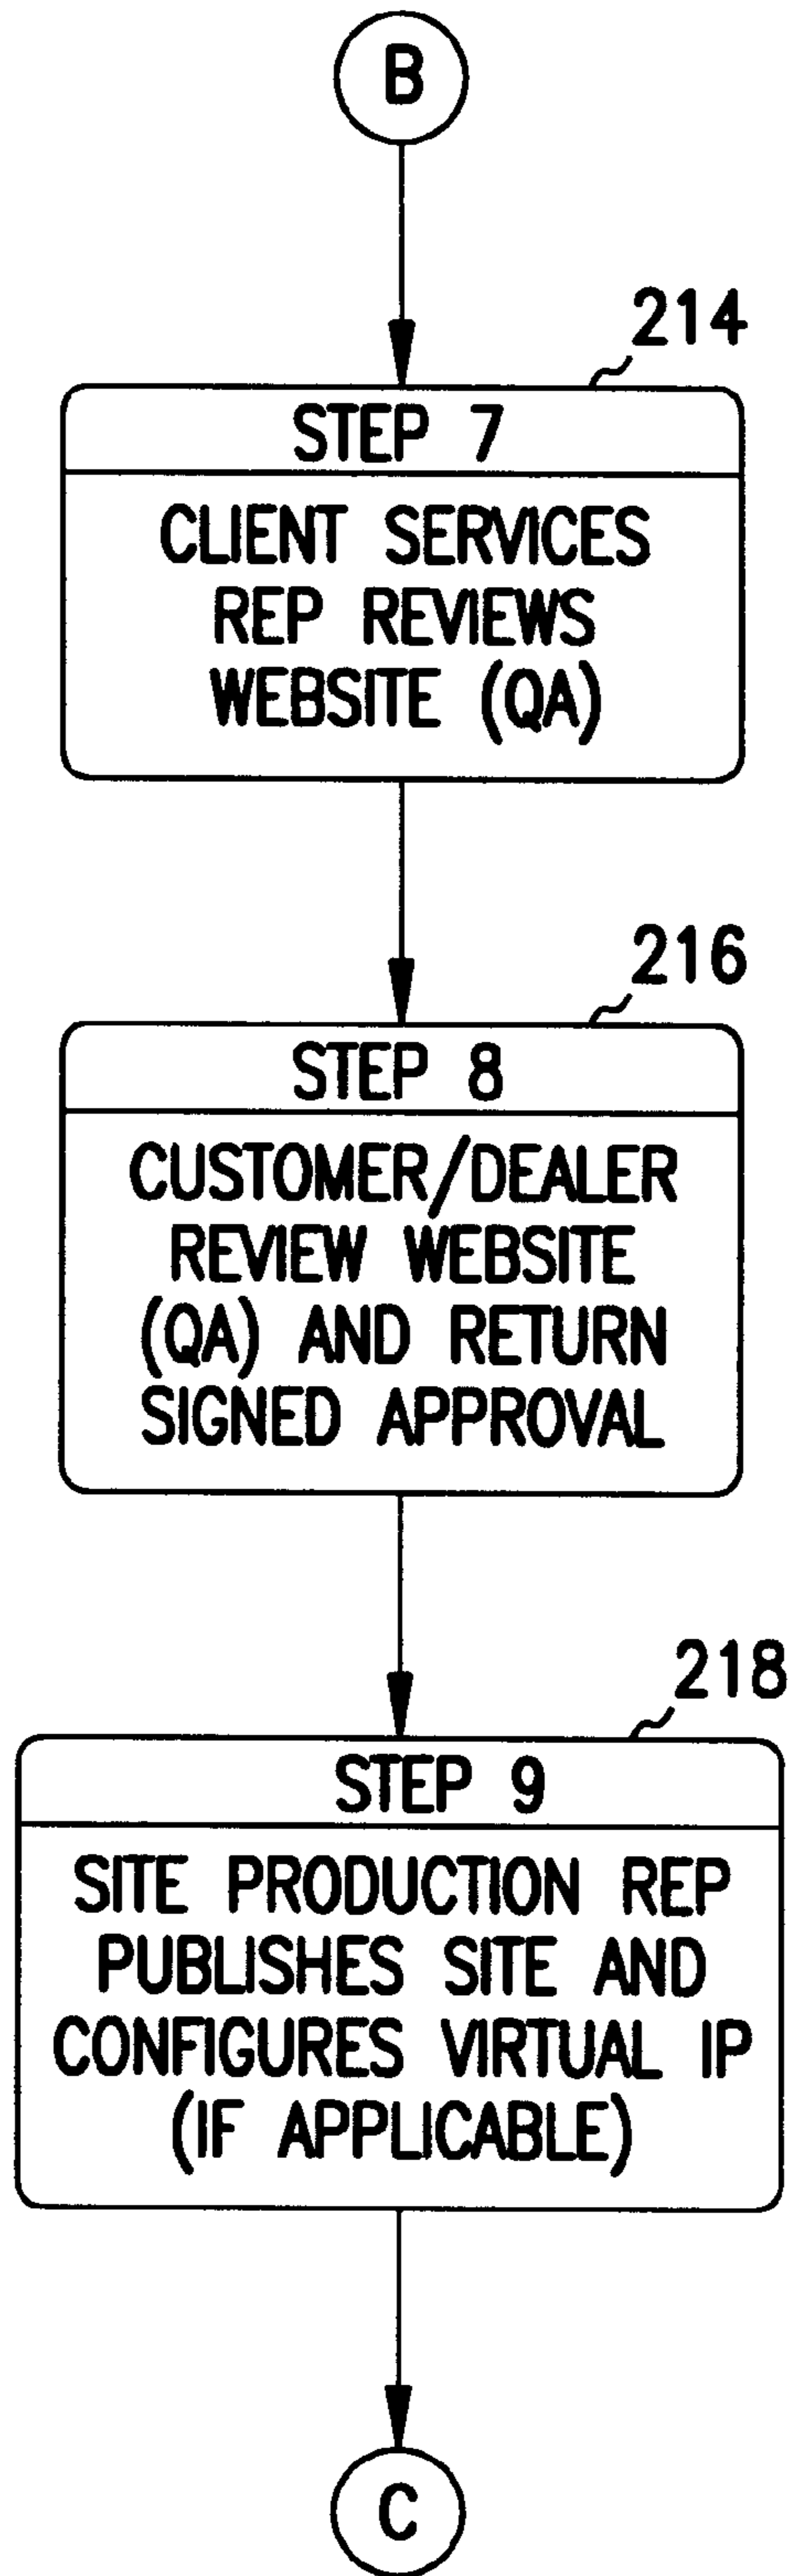 B
214
STEP 7
CLIENT SERVICES
REP REVIEWS
WEBSITE (QA)
216
STEP 8
CUSTOMER/DEALER
REVIEW WEBSITE
(QA) AND RETURN
SIGNED APPROVAL
218
STEP 9
SITE PRODUCTION REP
PUBLISHES SITE AND
CONFIGURES VIRTUAL IP
(IF APPLICABLE)
C